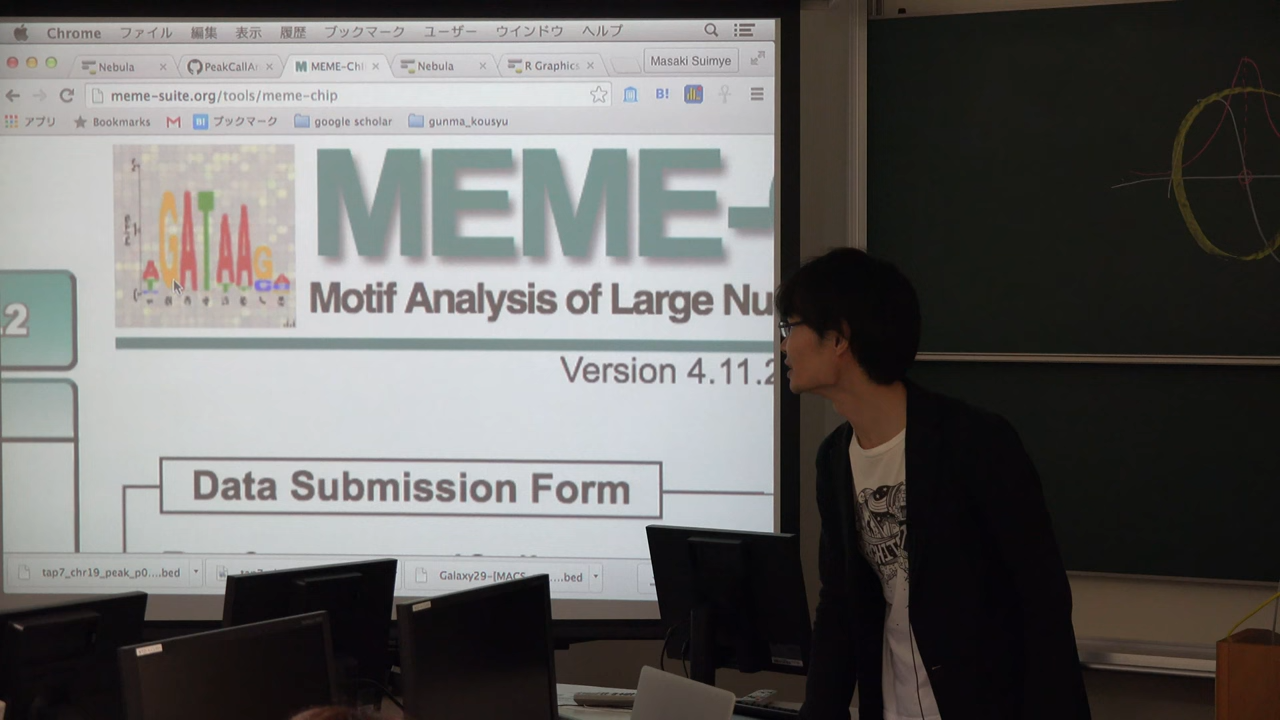 Chrome ファイル 編集 表示 履歴 ブックマーク ユーザー ウインドウ ヘルプ
Nebula PeakCallAr MEME-Chi Nebula R Graphics Masaki Suimye
meme-suite.org/tools/meme-chip B!
アプリ Bookmarks B! ブックマーク google scholar gunma_kousyu
GATAAG
MEME-
Motif Analysis of Large Nu
.2
Version 4.11.2
Data Submission Form
tap7_chr19_peak_p0....bed Galaxy29-[MACS ....bed